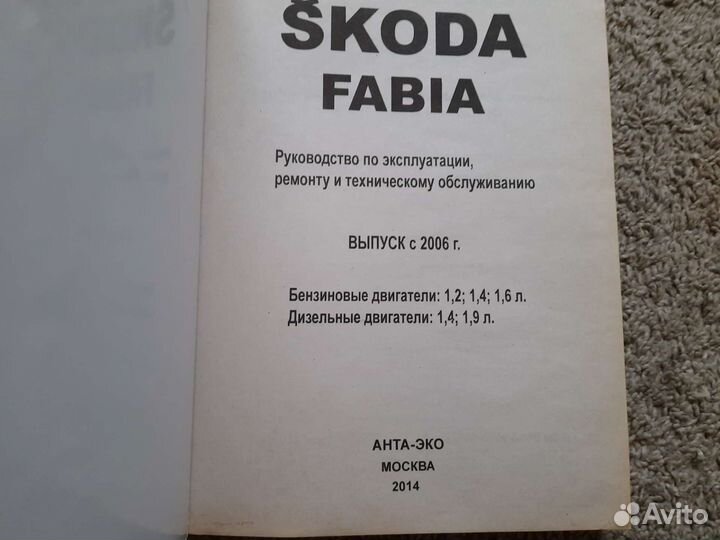 ŠKODA
FABIA
Руководство по эксплуатации,
ремонту и техническому обслуживанию
ВЫПУСК с 2006 г.
Бензиновые двигатели: 1,2; 1,4; 1,6 л.
Дизельные двигатели: 1,4; 1,9 л.
АНТА-ЭКО
МОСКВА
2014
Avito